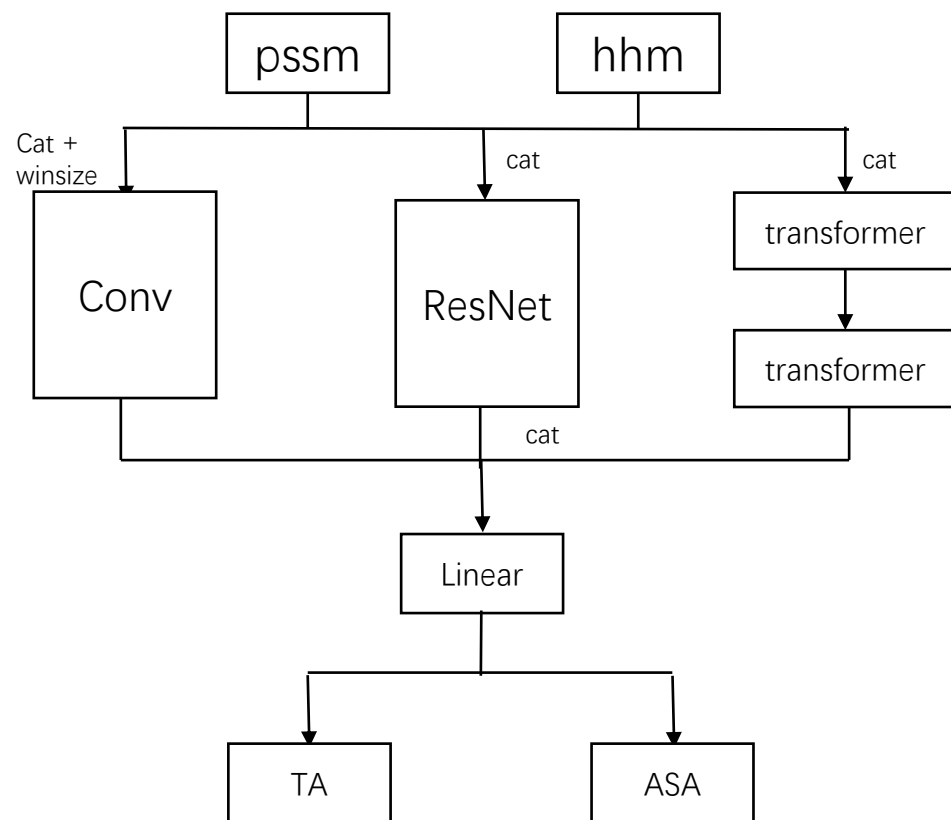 pssm
hhm
Cat +
winsize
cat
cat
Conv
ResNet
transformer
transformer
cat
Linear
TA
ASA